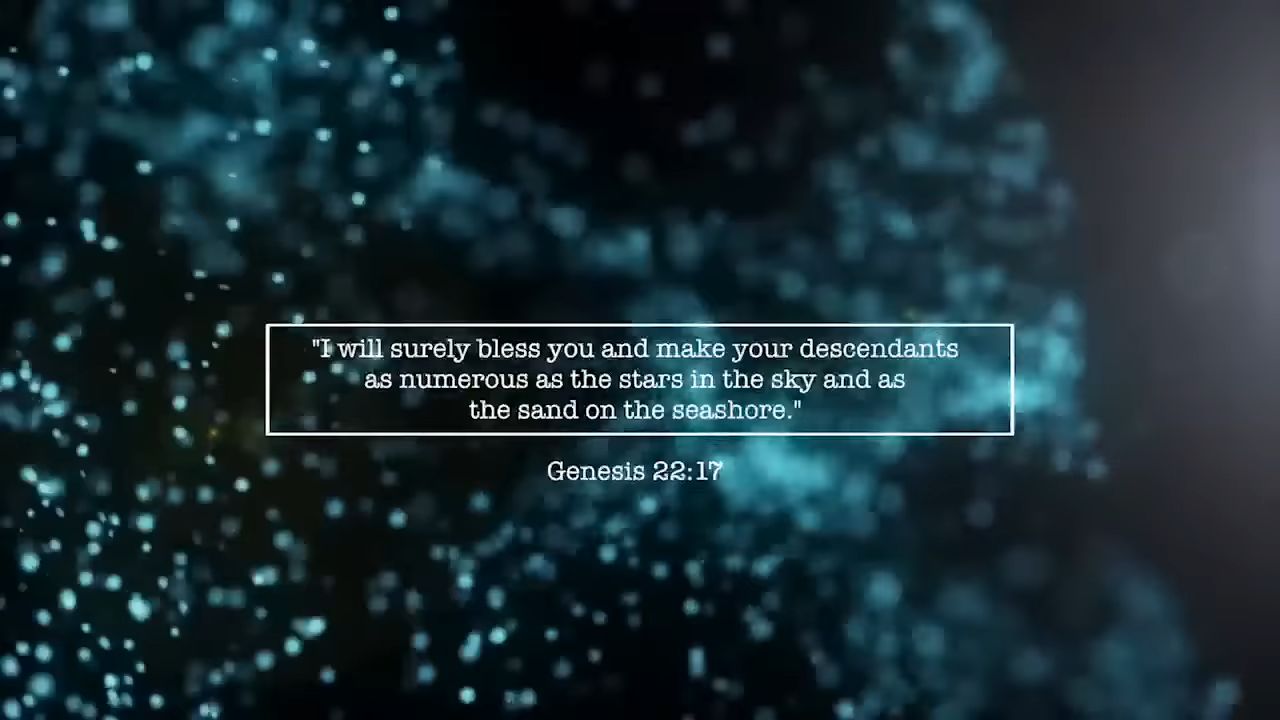 "I will surely bless you and make your descendants
as numerous as the stars in the sky and as
the sand on the seashore."
Genesis 22:17